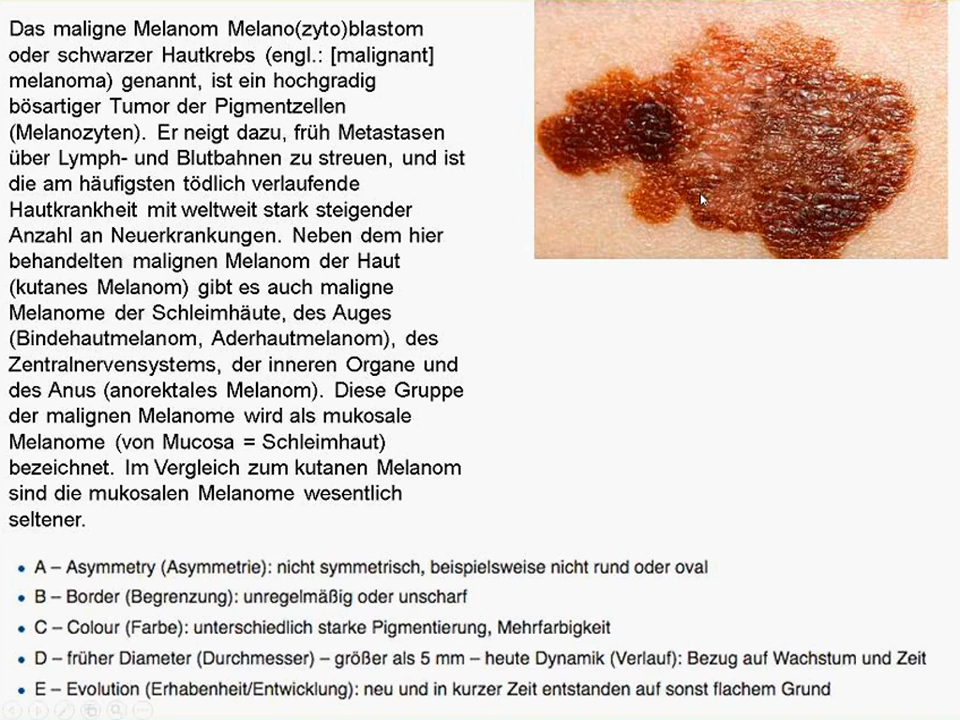 Das maligne Melanom Melano(zyto)blastom
oder schwarzer Hautkrebs (engl.: [malignant]
melanoma) genannt, ist ein hochgradig
bösartiger Tumor der Pigmentzellen
(Melanozyten). Er neigt dazu, früh Metastasen
über Lymph- und Blutbahnen zu streuen, und ist
die am häufigsten tödlich verlaufende
Hautkrankheit mit weltweit stark steigender
Anzahl an Neuerkrankungen. Neben dem hier
behandelten malignen Melanom der Haut
(kutanes Melanom) gibt es auch maligne
Melanome der Schleimhäute, des Auges
(Bindehautmelanom, Aderhautmelanom), des
Zentralnervensystems, der inneren Organe und
des Anus (anorektales Melanom). Diese Gruppe
der malignen Melanome wird als mukosale
Melanome (von Mucosa = Schleimhaut)
bezeichnet. Im Vergleich zum kutanen Melanom
sind die mukosalen Melanome wesentlich
seltener.
• A – Asymmetry (Asymmetrie): nicht symmetrisch, beispielsweise nicht rund oder oval
• B – Border (Begrenzung): unregelmäßig oder unscharf
• C – Colour (Farbe): unterschiedlich starke Pigmentierung, Mehrfarbigkeit
• D – früher Diameter (Durchmesser) – größer als 5 mm – heute Dynamik (Verlauf): Bezug auf Wachstum und Zeit
• E – Evolution (Erhabenheit/Entwicklung): neu und in kurzer Zeit entstanden auf sonst flachem Grund